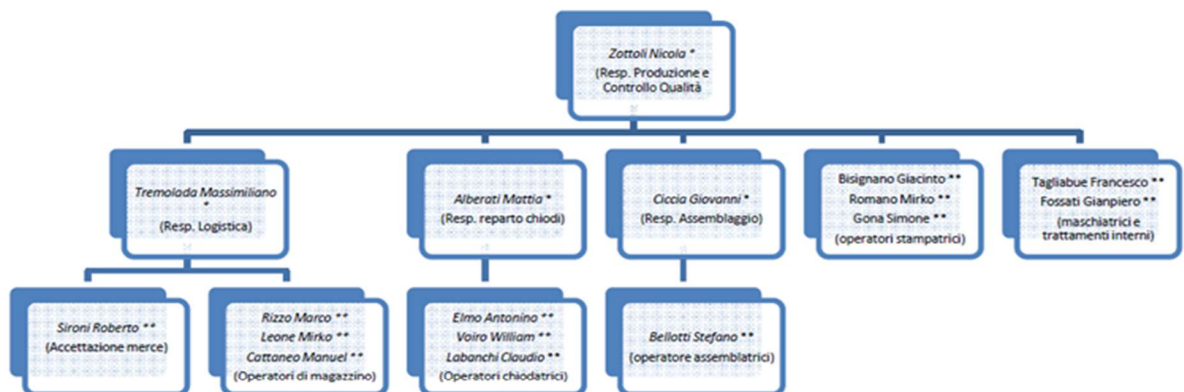 Zottoli Nicola *
(Resp. Produzione e
Controllo Qualità
Tremolada Massimiliano
*
(Resp. Logistica)
Alberati Mattia *
(Resp. reparto chiodi)
Ciccia Giovanni *
(Resp. Assemblaggio)
Bisignano Giacinto **
Romano Mirko **
Gona Simone **
(operatori stampatrici)
Tagliabue Francesco **
Fossati Gianpiero **
(maschiatrici e
trattamenti interni)
Sironi Roberto **
(Accettazione merce)
Rizzo Marco **
Leone Mirko **
Cattaneo Manuel **
(Operatori di magazzino)
Elmo Antonino **
Voiro William **
Labanchi Claudio **
(Operatori chiodatrici)
Bellotti Stefano **
(operatore assemblatrici)